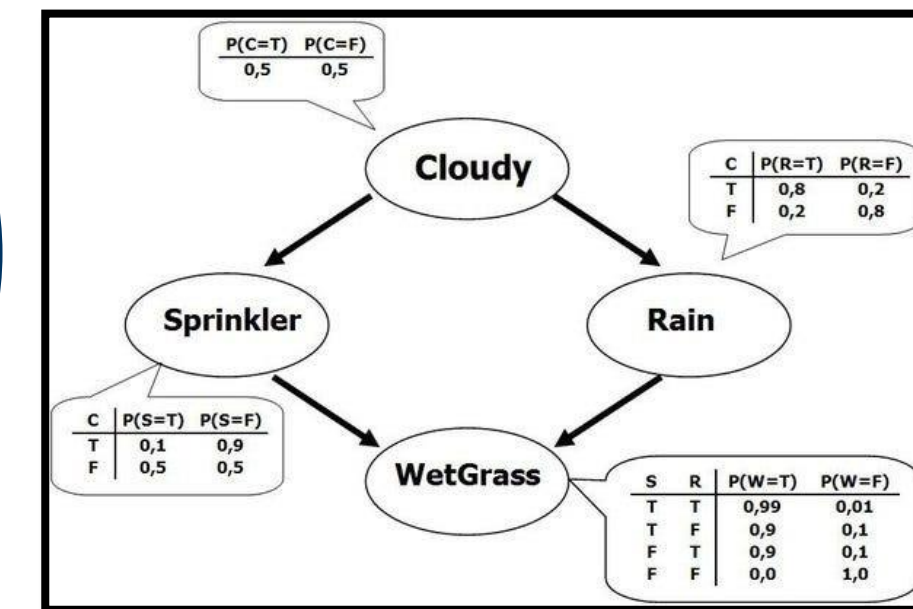 P(C=T) P(C=F)
0,5 0,5
Cloudy
C P(R=T) P(R=F)
T 0,8 0,2
F 0,2 0,8
Sprinkler
Rain
C P(S=T) P(S=F)
T 0,1 0,9
F 0,5 0,5
WetGrass
S R P(W=T) P(W=F)
T T 0,99 0,01
T F 0,9 0,1
F T 0,9 0,1
F F 0,0 1,0